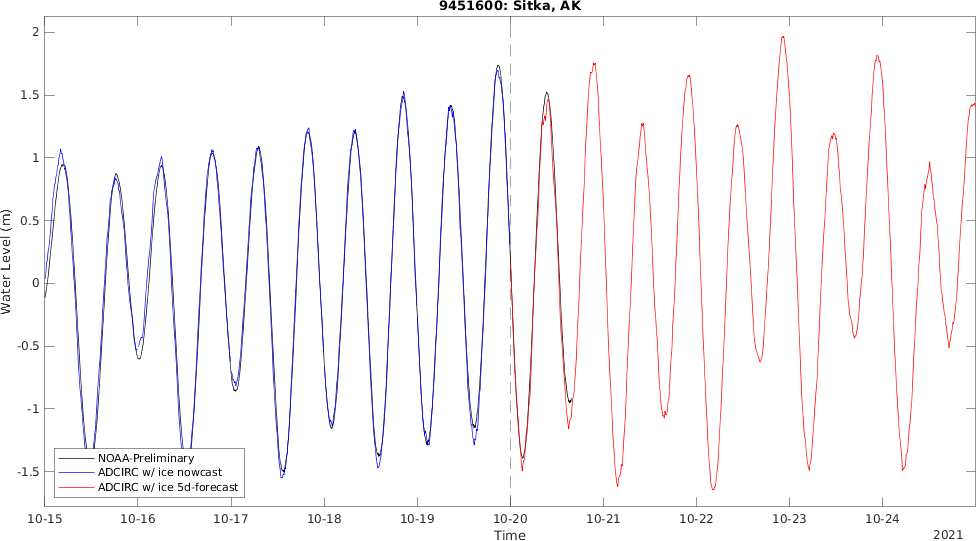 9451600: Sitka, AK
2
1.5
1
0.5
0
-0.5
-1
-1.5
Water Level (m)
NOAA-Preliminary
ADCIRC w/ ice nowcast
ADCIRC w/ ice 5d-forecast
10-15 10-16 10-17 10-18 10-19 10-20 10-21 10-22 10-23 10-24
Time
2021